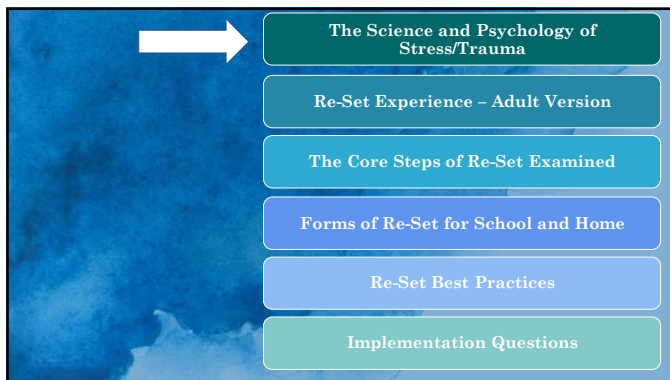 The Science and Psychology of
Stress/Trauma
Re-Set Experience – Adult Version
The Core Steps of Re-Set Examined
Forms of Re-Set for School and Home
Re-Set Best Practices
Implementation Questions